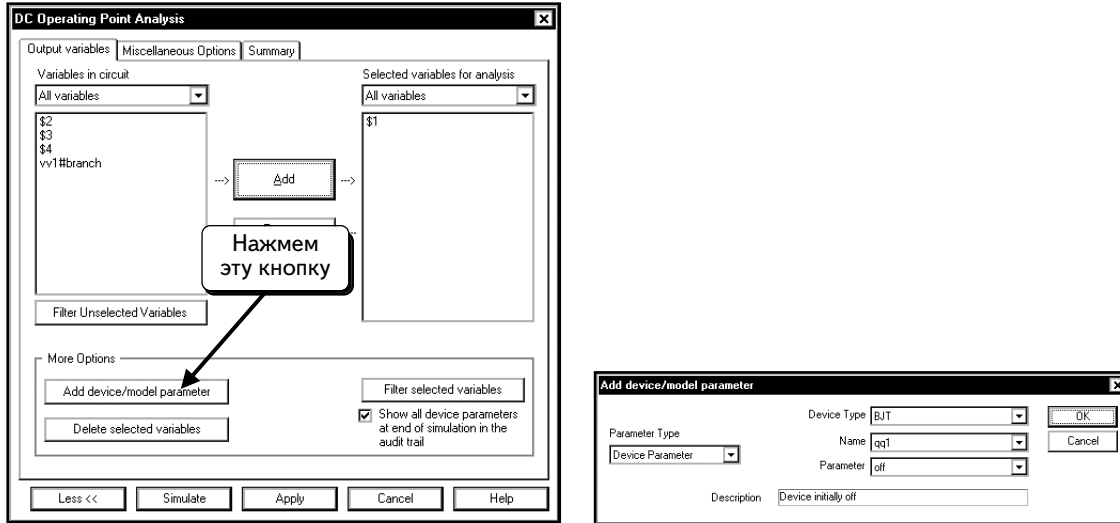 DC Operating Point Analysis
Output variables
Miscellaneous Options
Summary
Variables in circuit
All variables
$2
$3
$4
vv1#branch
Filter Unselected Variables
--->
Add
--->
Selected variables for analysis
All variables
$1
Нажмем
эту кнопку
More Options
Add device/model parameter
Delete selected variables
Filter selected variables
Show all device parameters
at end of simulation in the
audit trail
Less <<
Simulate
Apply
Cancel
Help
Add device/model parameter
Parameter Type
Device Parameter
Device Type BJT
Name qq1
Parameter off
Description Device initially off
OK
Cancel